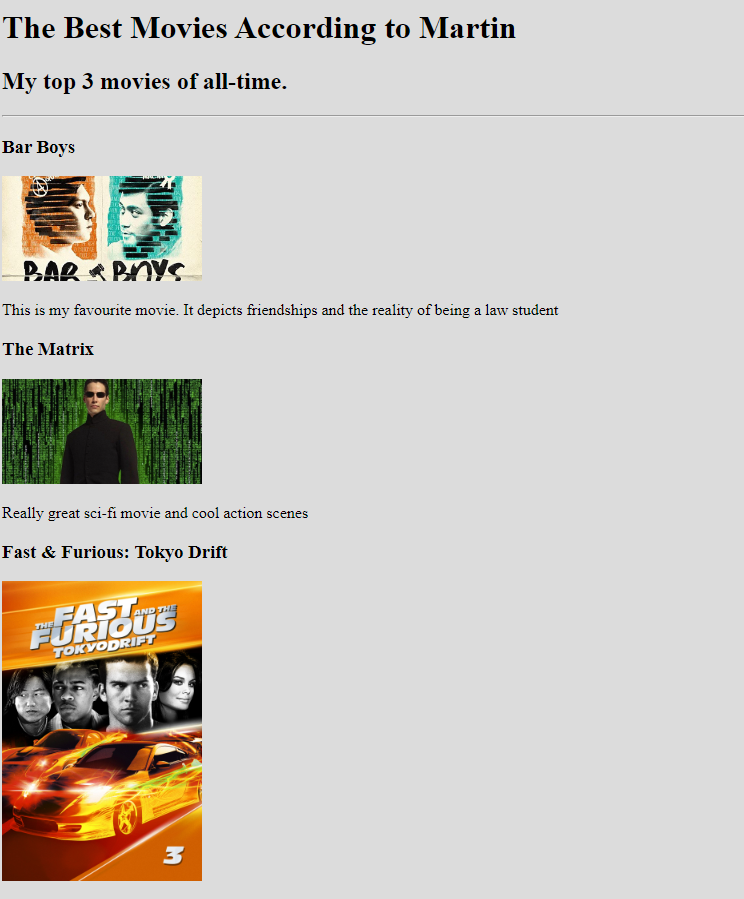 The Best Movies According to Martin
My top 3 movies of all-time.
Bar Boys
BAR BOYS
This is my favourite movie. It depicts friendships and the reality of being a law student
The Matrix
Really great sci-fi movie and cool action scenes
Fast & Furious: Tokyo Drift
THE FAST AND THE
FURIOUS
TOKYO DRIFT
3